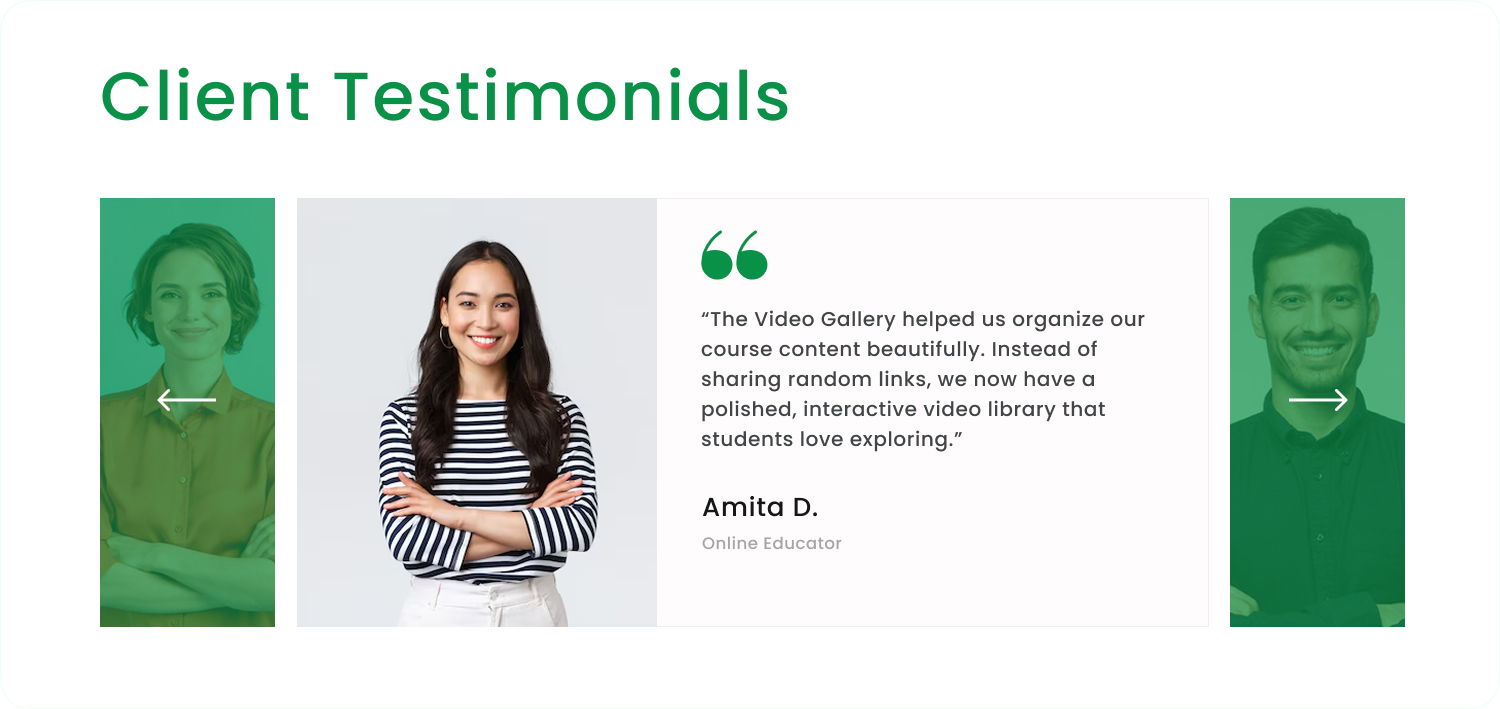 Client Testimonials
“The Video Gallery helped us organize our
course content beautifully. Instead of
sharing random links, we now have a
polished, interactive video library that
students love exploring.”
Amita D.
Online Educator